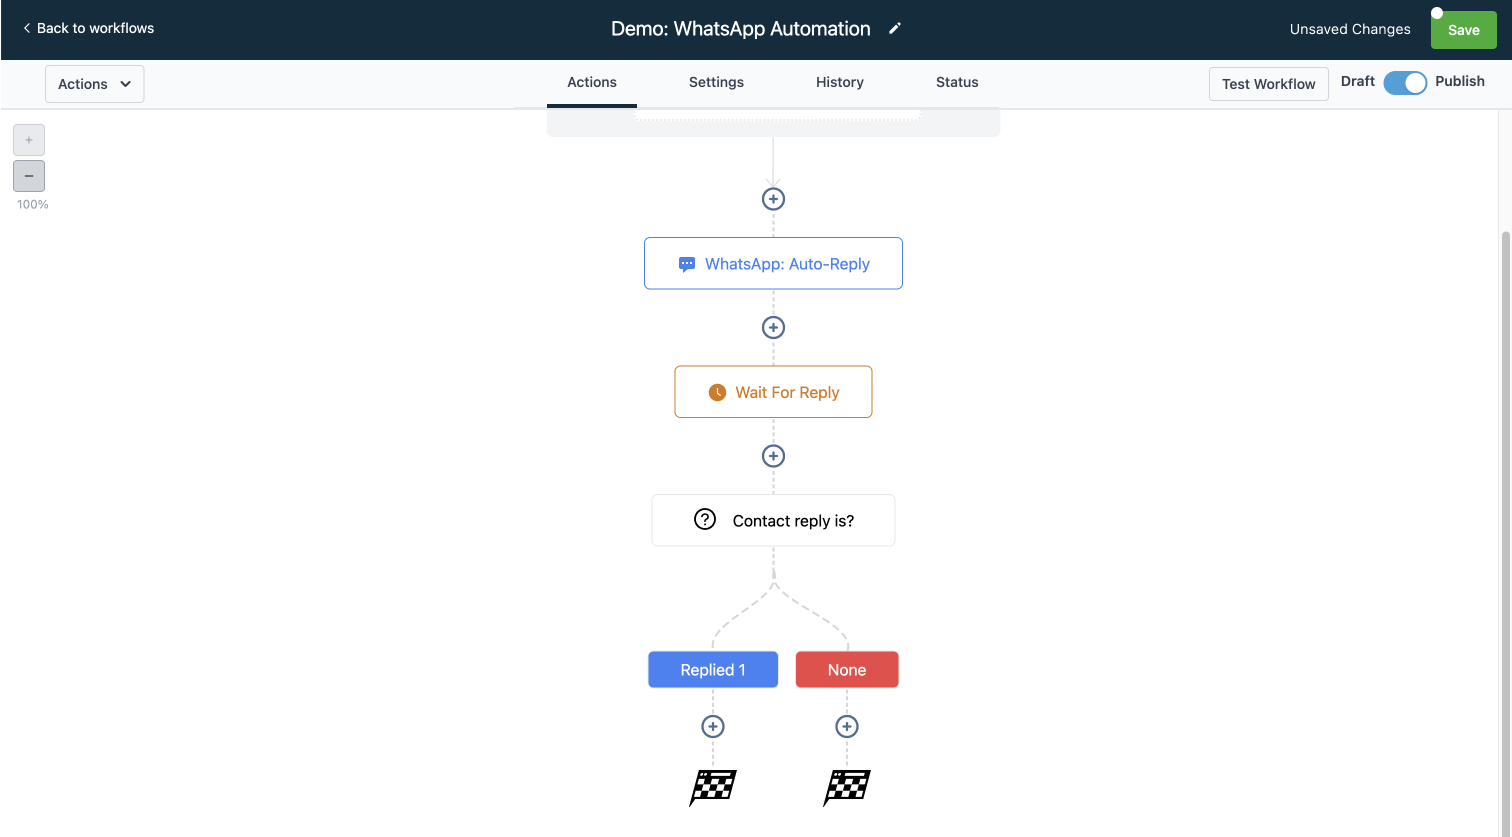 Back to workflows
Demo: WhatsApp Automation
Unsaved Changes
Save
Actions
Actions
Settings
History
Status
Test Workflow
Draft
Publish
+
−
100%
WhatsApp: Auto-Reply
Wait For Reply
Contact reply is?
Replied 1
None